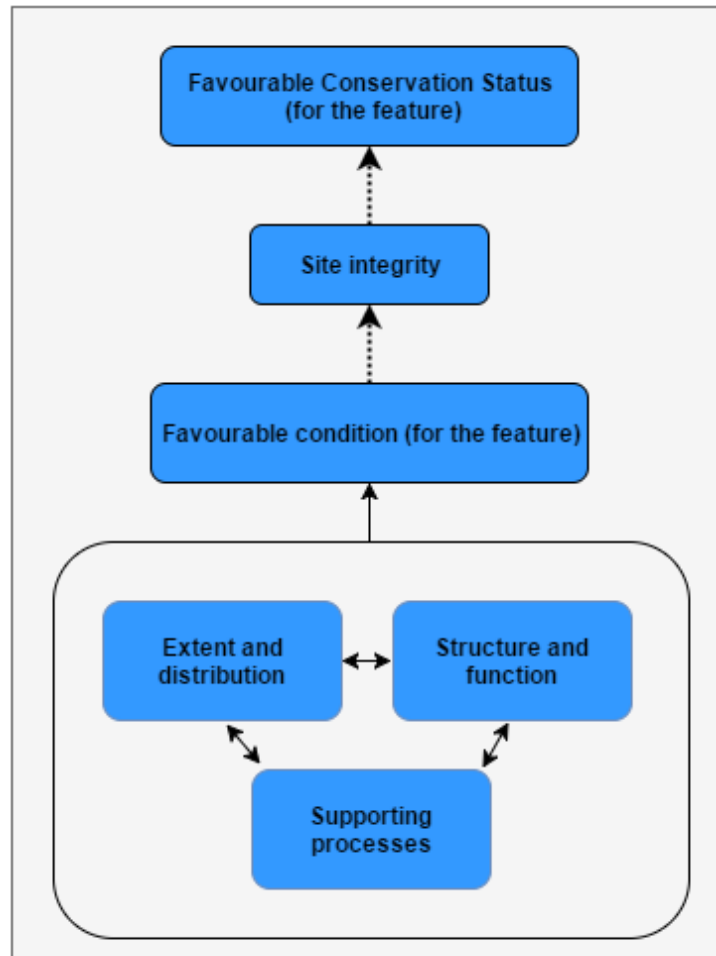 Favourable Conservation Status
(for the feature)
Site integrity
Favourable condition (for the feature)
Extent and
distribution
Structure and
function
Supporting
processes